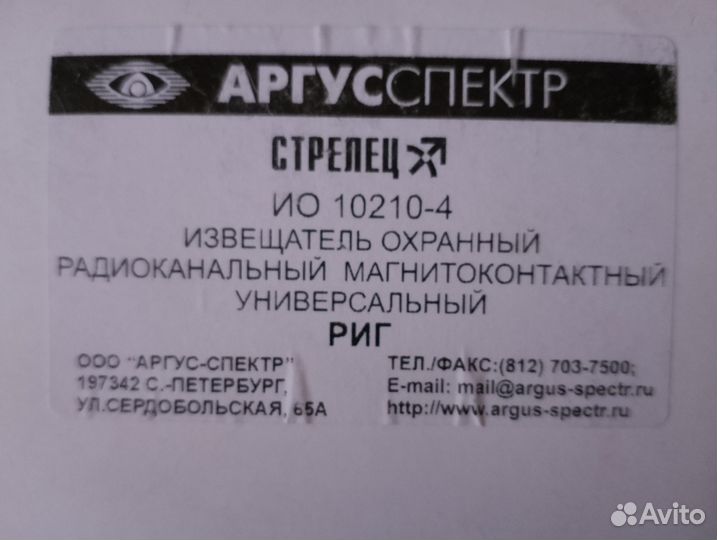 АРГУССПЕКТР
СТРЕЛЕЦ
ИО 10210-4
ИЗВЕЩАТЕЛЬ ОХРАННЫЙ
РАДИОКАНАЛЬНЫЙ МАГНИТОКОНТАКТНЫЙ
УНИВЕРСАЛЬНЫЙ
РИГ
ООО "АРГУС-СПЕКТР"
197342 С.-ПЕТЕРБУРГ,
УЛ.СЕРДОБОЛЬСКАЯ, 65А
ТЕЛ./ФАКС:(812) 703-7500;
E-mail: mail@argus-spectr.ru
http://www.argus-spectr.ru
Avito